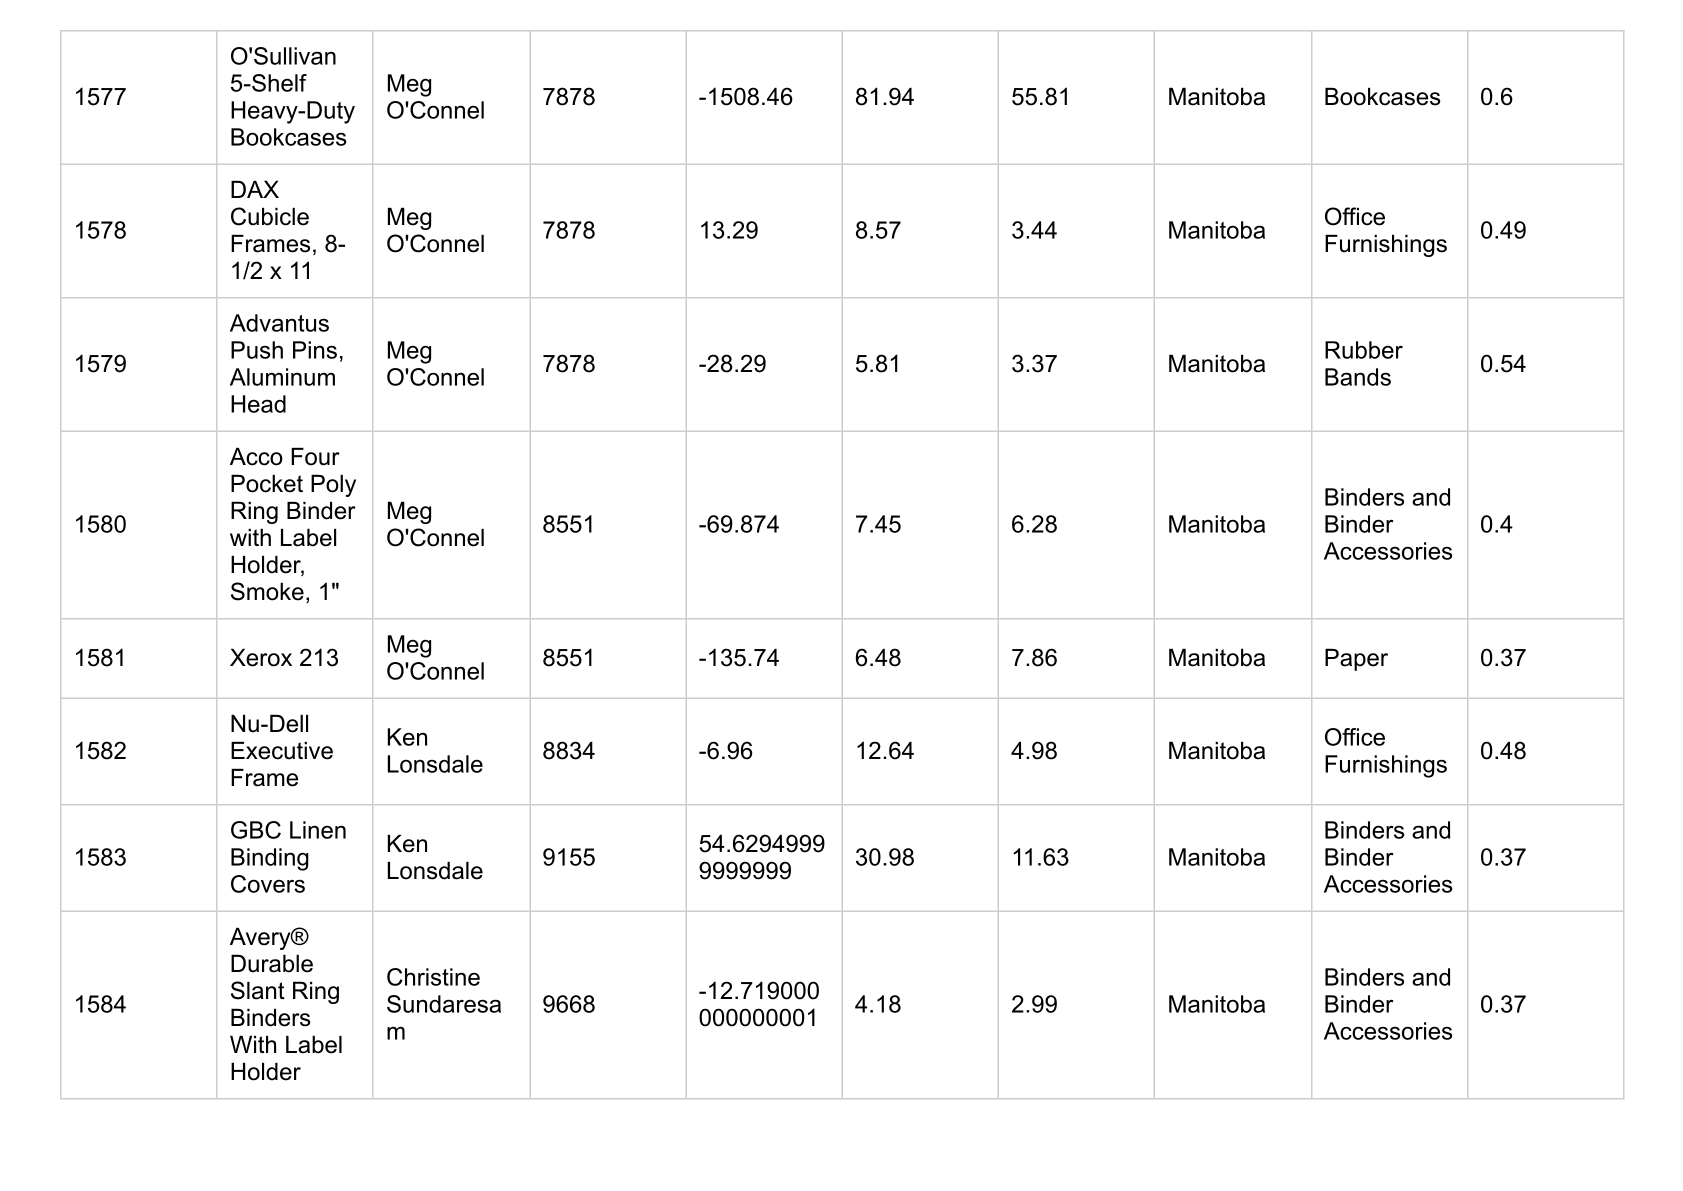 1577
O'Sullivan
5-Shelf
Heavy-Duty
Bookcases
Meg
O'Connel
7878
-1508.46
81.94
55.81
Manitoba
Bookcases
0.6
1578
DAX
Cubicle
Frames, 8-
1/2 x 11
Meg
O'Connel
7878
13.29
8.57
3.44
Manitoba
Office
Furnishings
0.49
1579
Advantus
Push Pins,
Aluminum
Head
Meg
O'Connel
7878
-28.29
5.81
3.37
Manitoba
Rubber
Bands
0.54
1580
Acco Four
Pocket Poly
Ring Binder
with Label
Holder,
Smoke, 1"
Meg
O'Connel
8551
-69.874
7.45
6.28
Manitoba
Binders and
Binder
Accessories
0.4
1581
Xerox 213
Meg
O'Connel
8551
-135.74
6.48
7.86
Manitoba
Paper
0.37
1582
Nu-Dell
Executive
Frame
Ken
Lonsdale
8834
-6.96
12.64
4.98
Manitoba
Office
Furnishings
0.48
1583
GBC Linen
Binding
Covers
Ken
Lonsdale
9155
54.6294999
9999999
30.98
11.63
Manitoba
Binders and
Binder
Accessories
0.37
1584
Avery®
Durable
Slant Ring
Binders
With Label
Holder
Christine
Sundaresa
m
9668
-12.719000
000000001
4.18
2.99
Manitoba
Binders and
Binder
Accessories
0.37